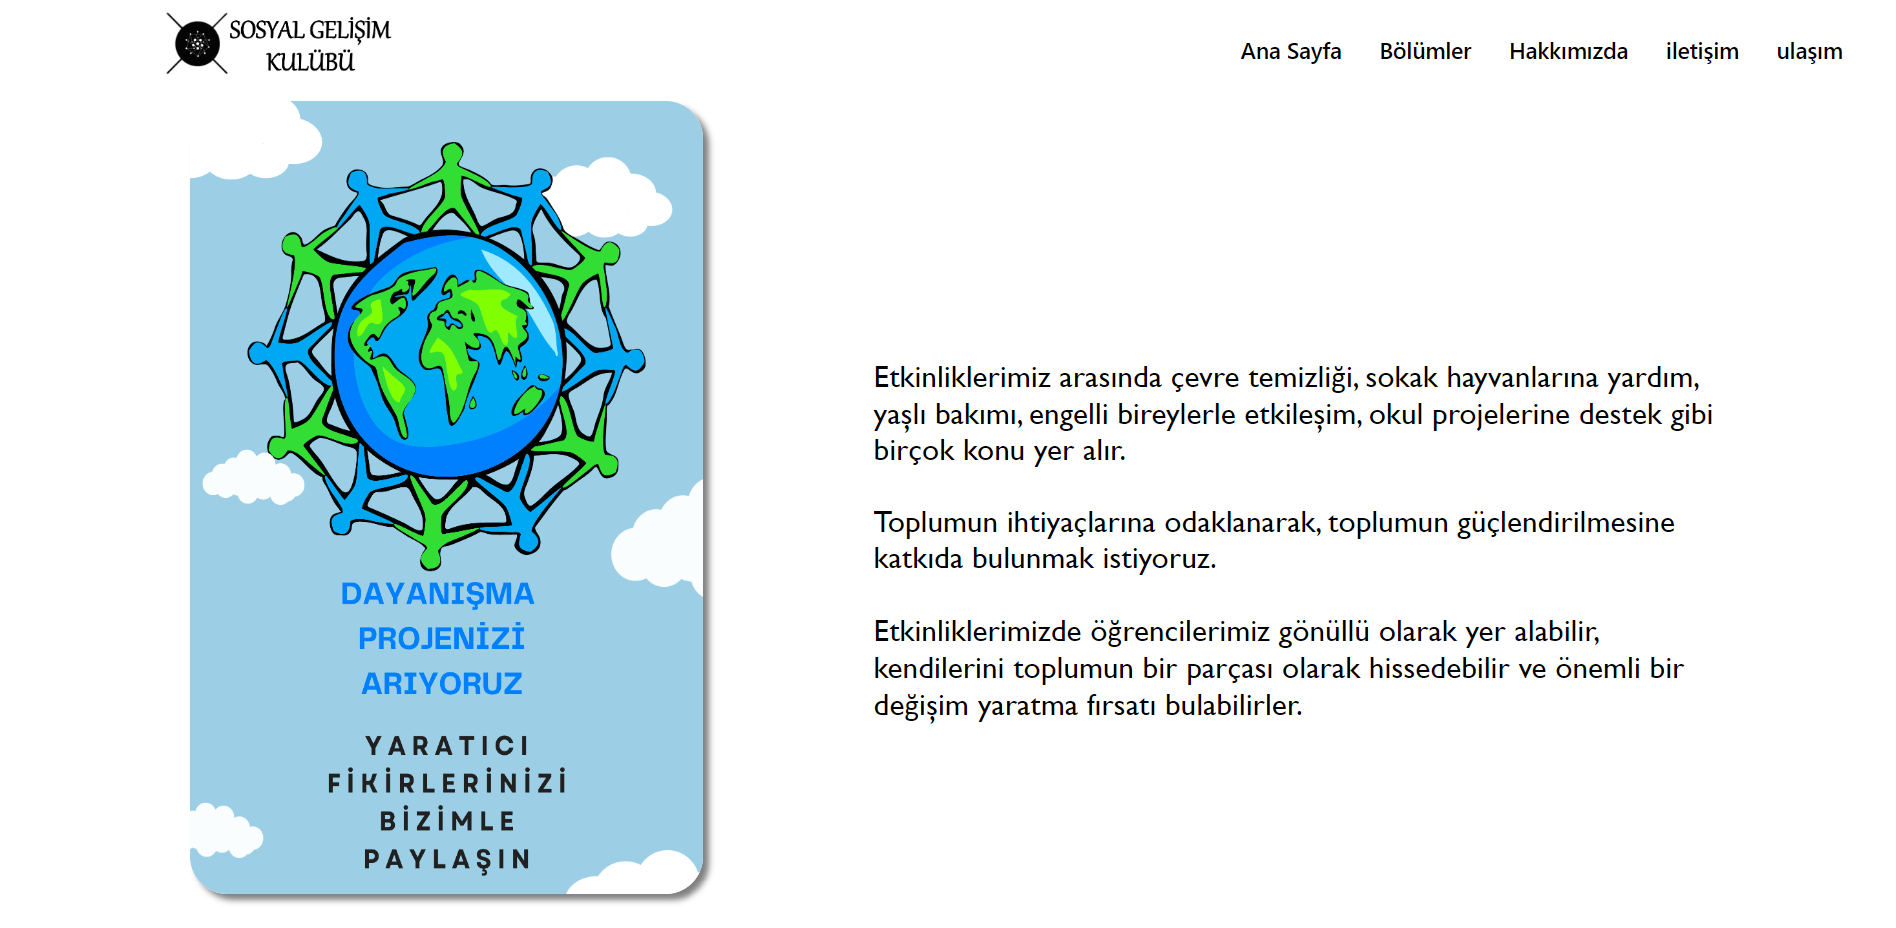 SOSYAL GELİŞİM
KULÜBÜ
Ana Sayfa Bölümler Hakkımızda iletişim ulaşım
DAYANIŞMA
PROJENİZİ
ARIYORUZ
YARATICI
FİKİRLERİNİZİ
BİZİMLE
PAYLAŞIN
Etkinliklerimiz arasında çevre temizliği, sokak hayvanlarına yardım,
yaşlı bakımı, engelli bireylerle etkileşim, okul projelerine destek gibi
birçok konu yer alır.
Toplumun ihtiyaçlarına odaklanarak, toplumun güçlendirilmesine
katkıda bulunmak istiyoruz.
Etkinliklerimizde öğrencilerimiz gönüllü olarak yer alabilir,
kendilerini toplumun bir parçası olarak hissedebilir ve önemli bir
değişim yaratma fırsatı bulabilirler.